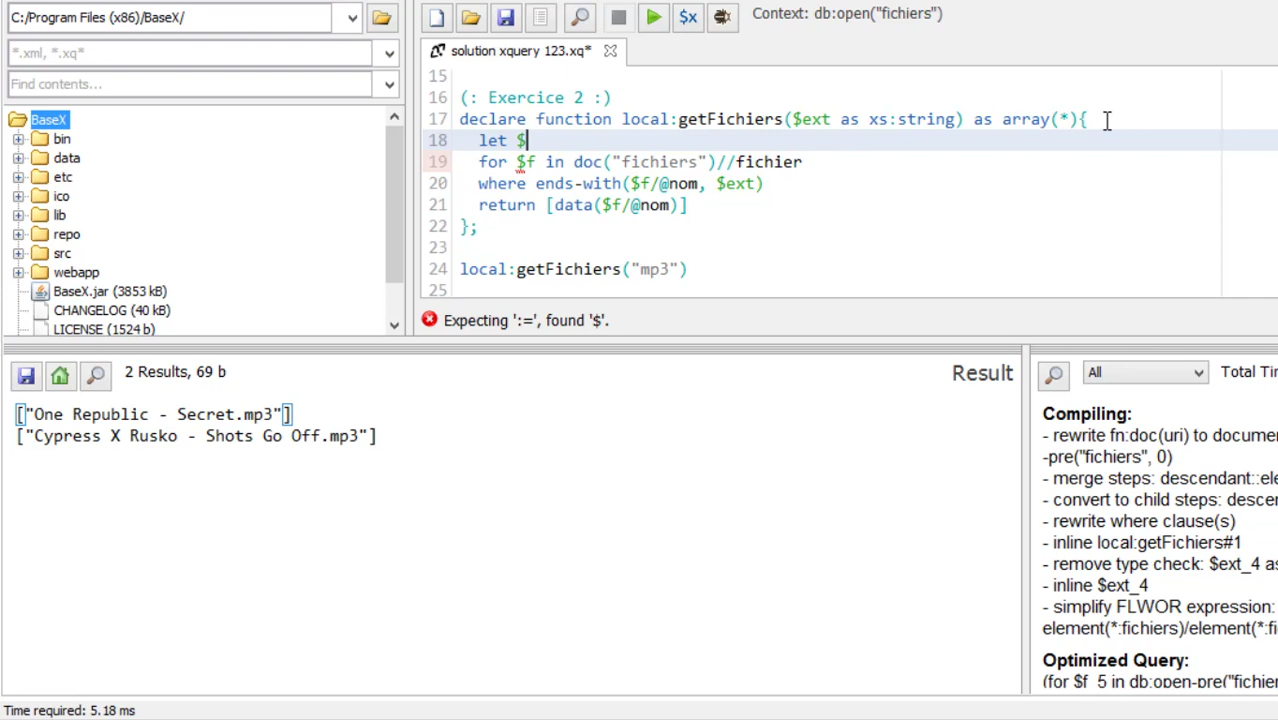 C:/Program Files (x86)/BaseX/
*.xml, *.xq*
Find contents...
BaseX
bin
data
etc
ico
lib
repo
src
webapp
BaseX.jar (3853 kB)
CHANGELOG (40 kB)
LICENSE (1524 b)
$x
Context: db:open("fichiers")
solution xquery 123.xq*
15
16 (: Exercice 2 :)
17 declare function local:getFichiers($ext as xs:string) as array(*){
18 let $
19 for $f in doc("fichiers")//fichier
20 where ends-with($f/@nom, $ext)
21 return [data($f/@nom)]
22 };
23
24 local:getFichiers("mp3")
25
Expecting ':=', found '$'.
2 Results, 69 b
Result
["One Republic - Secret.mp3"]
["Cypress X Rusko - Shots Go Off.mp3"]
All
Total Tir
Compiling:
- rewrite fn:doc(uri) to docume
-pre("fichiers", 0)
- merge steps: descendant::ele
- convert to child steps: descen
- rewrite where clause(s)
- inline local:getFichiers#1
- remove type check: $ext_4 as
- inline $ext_4
- simplify FLWOR expression:
element(*:fichiers)/element(*:fi
Optimized Query:
(for $f_5 in db:open-pre("fichier
Time required: 5.18 ms